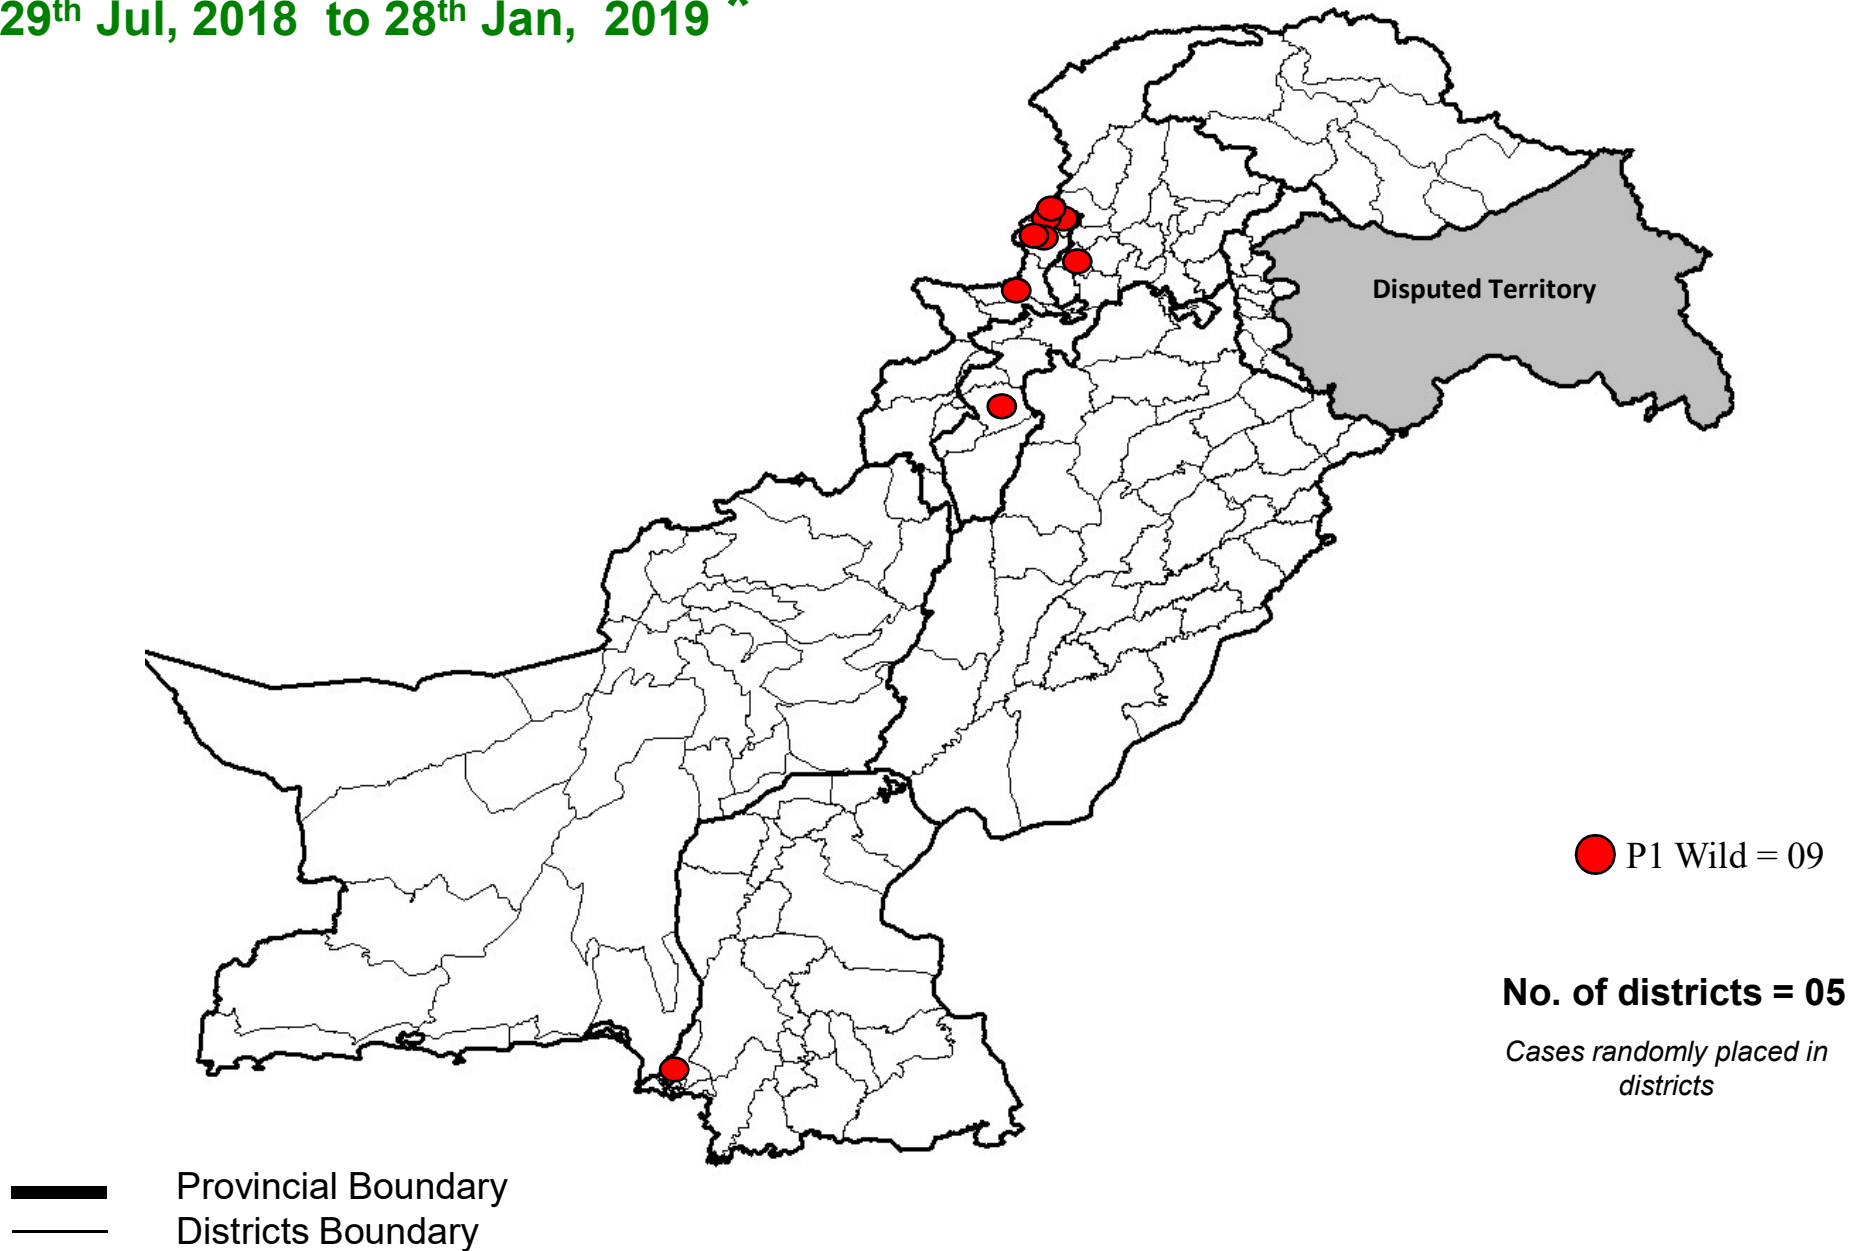 29th Jul, 2018 to 28th Jan, 2019 *
Disputed Territory
P1 Wild = 09
No. of districts = 05
Cases randomly placed in
districts
Provincial Boundary
Districts Boundary